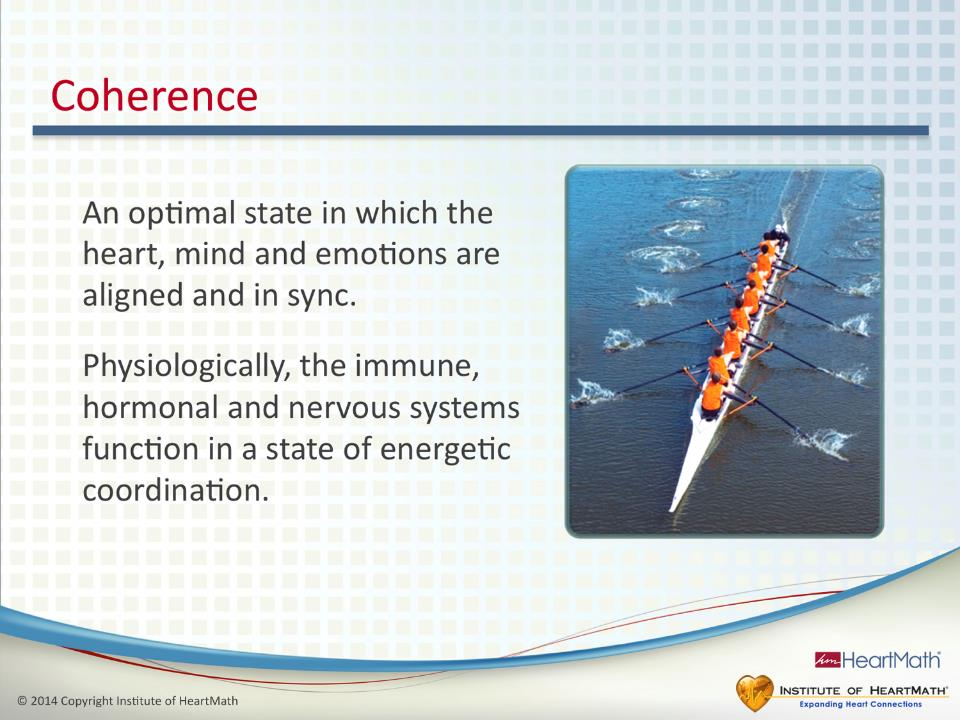 Coherence
An optimal state in which the
heart, mind and emotions are
aligned and in sync.
Physiologically, the immune,
hormonal and nervous systems
function in a state of energetic
coordination.
hm HeartMath®
© 2014 Copyright Institute of HeartMath
INSTITUTE OF HEARTMATH®
Expanding Heart Connections